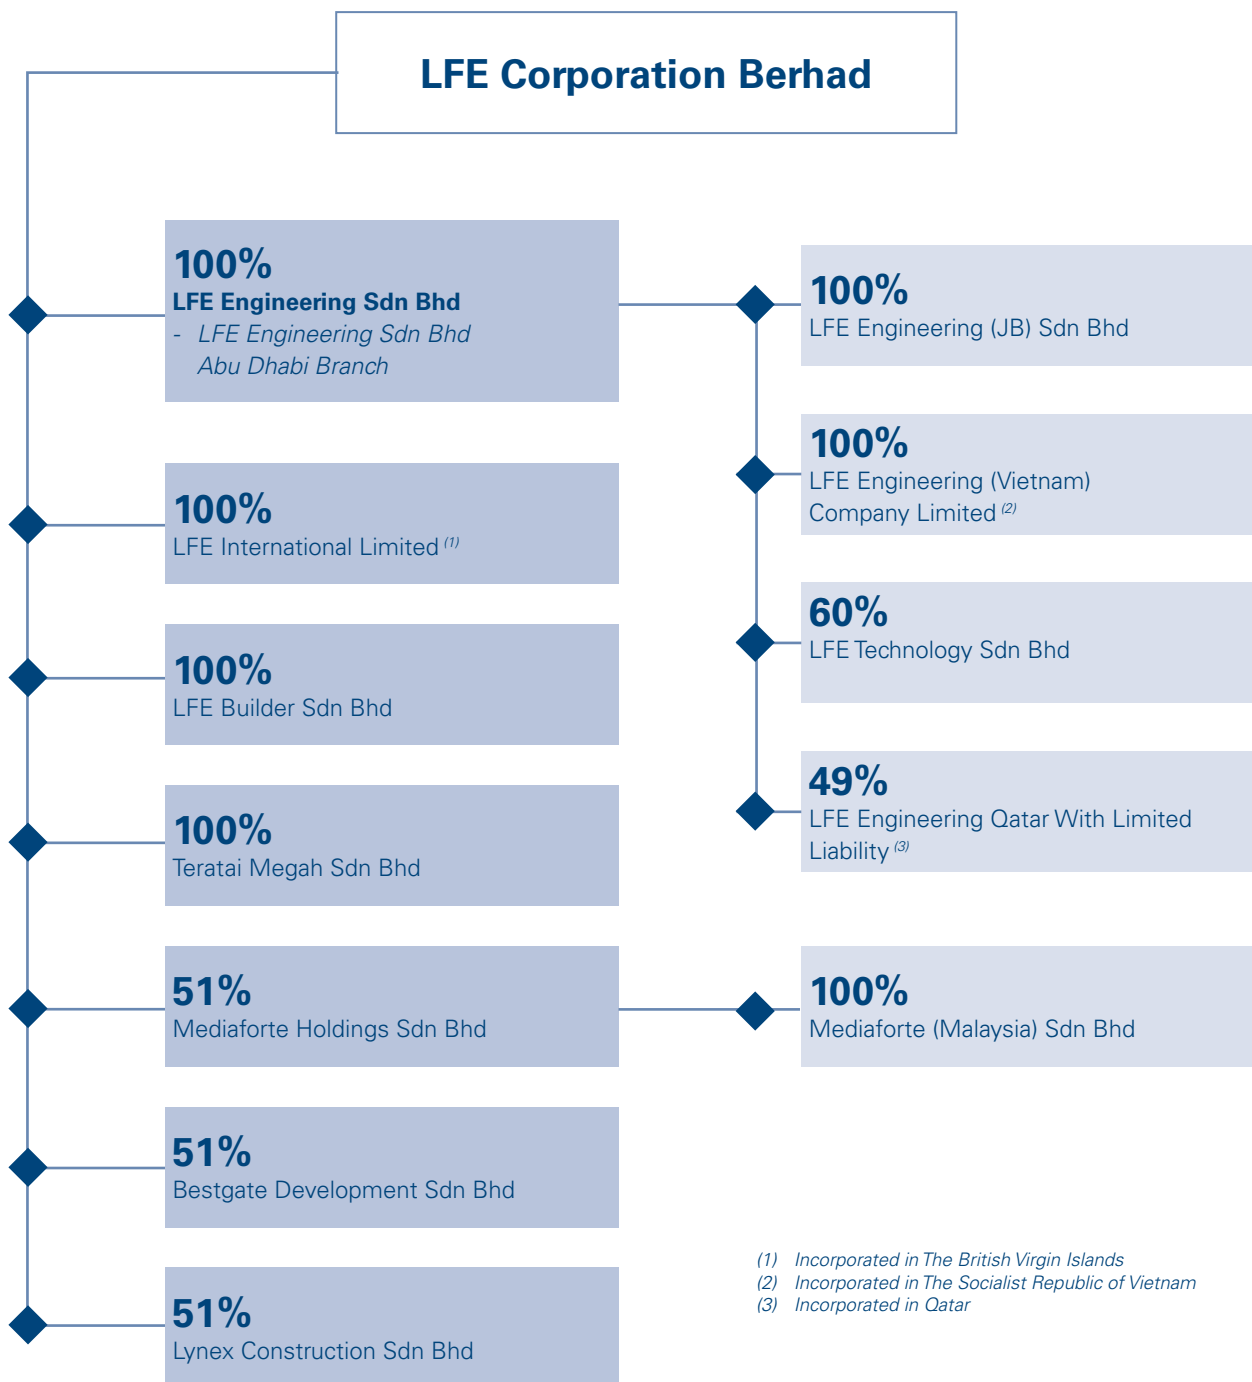 LFE Corporation Berhad
100%
LFE Engineering Sdn Bhd
- LFE Engineering Sdn Bhd
Abu Dhabi Branch
100%
LFE International Limited (1)
100%
LFE Builder Sdn Bhd
100%
Teratai Megah Sdn Bhd
51%
Mediaforte Holdings Sdn Bhd
51%
Bestgate Development Sdn Bhd
51%
Lynex Construction Sdn Bhd
100%
LFE Engineering (JB) Sdn Bhd
100%
LFE Engineering (Vietnam)
Company Limited (2)
60%
LFE Technology Sdn Bhd
49%
LFE Engineering Qatar With Limited
Liability (3)
100%
Mediaforte (Malaysia) Sdn Bhd
(1) Incorporated in The British Virgin Islands
(2) Incorporated in The Socialist Republic of Vietnam
(3) Incorporated in Qatar